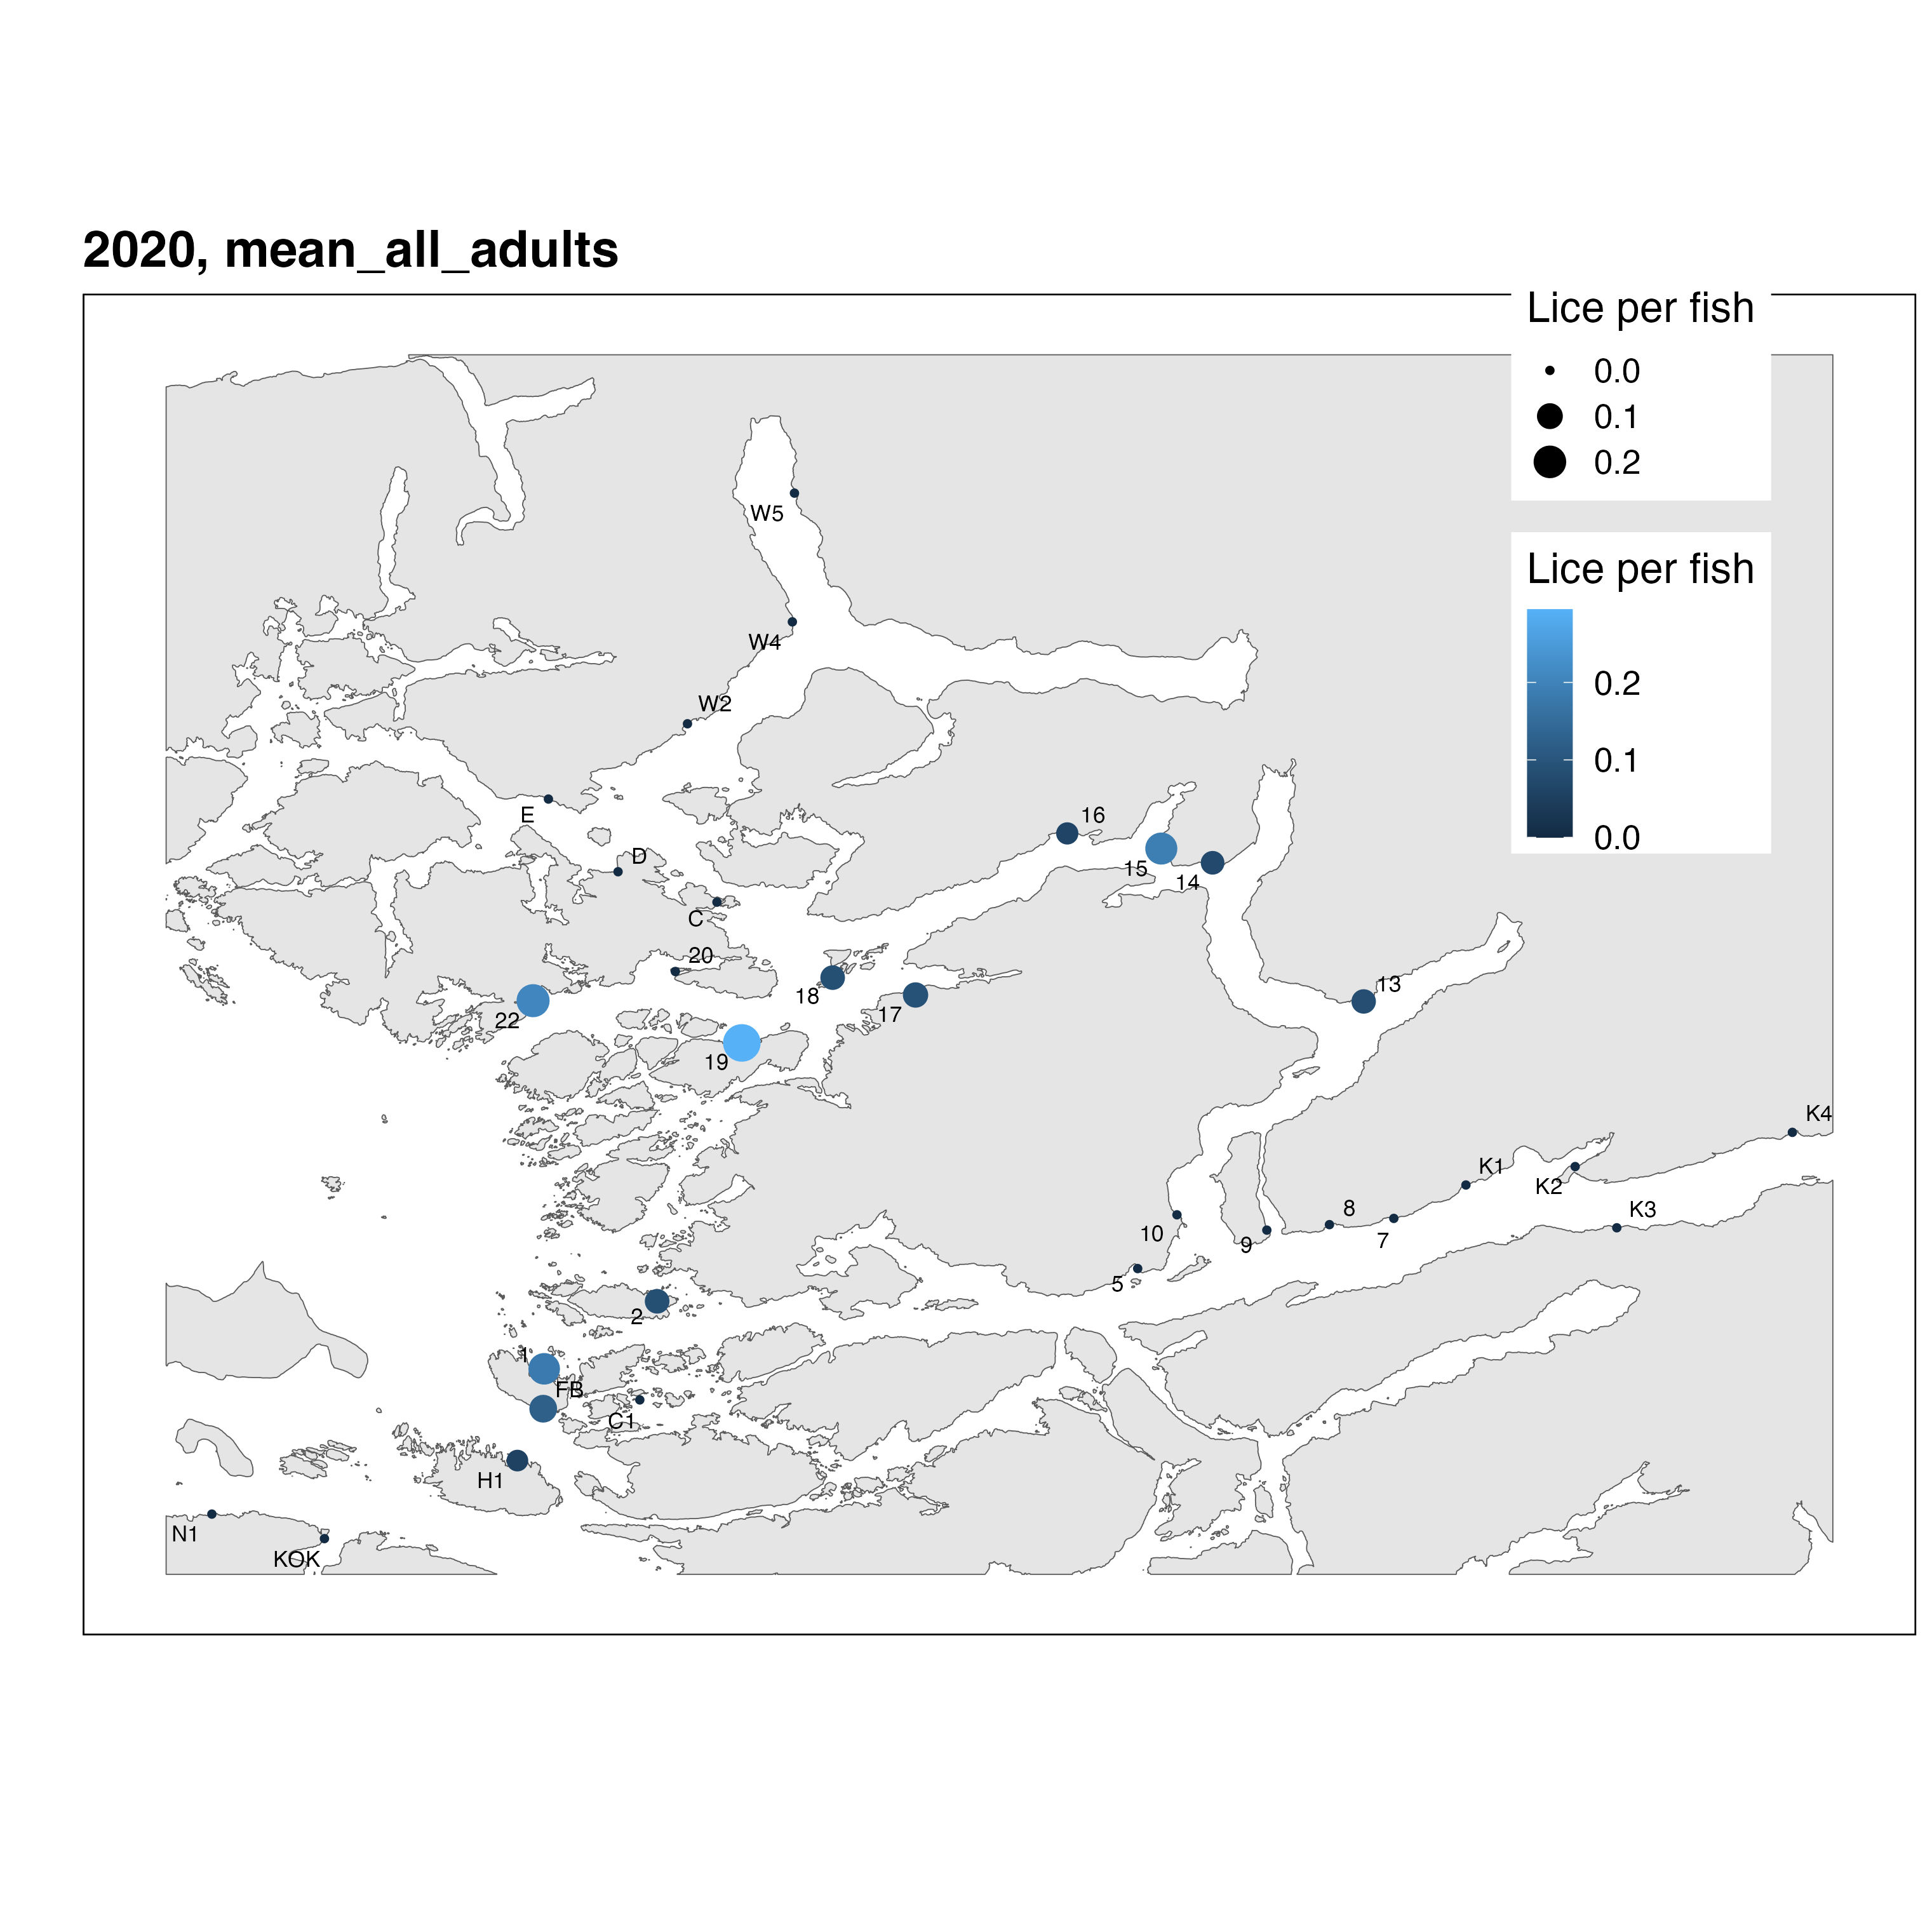 2020, mean_all_adults
Lice per fish
0.0
0.1
0.2
Lice per fish
0.2
0.1
0.0
W5
W4
W2
E
D
C
16
15
14
20
18
17
13
22
19
K4
K1
K2
K3
8
7
10
9
5
2
1
FB
C1
H1
N1
KOK